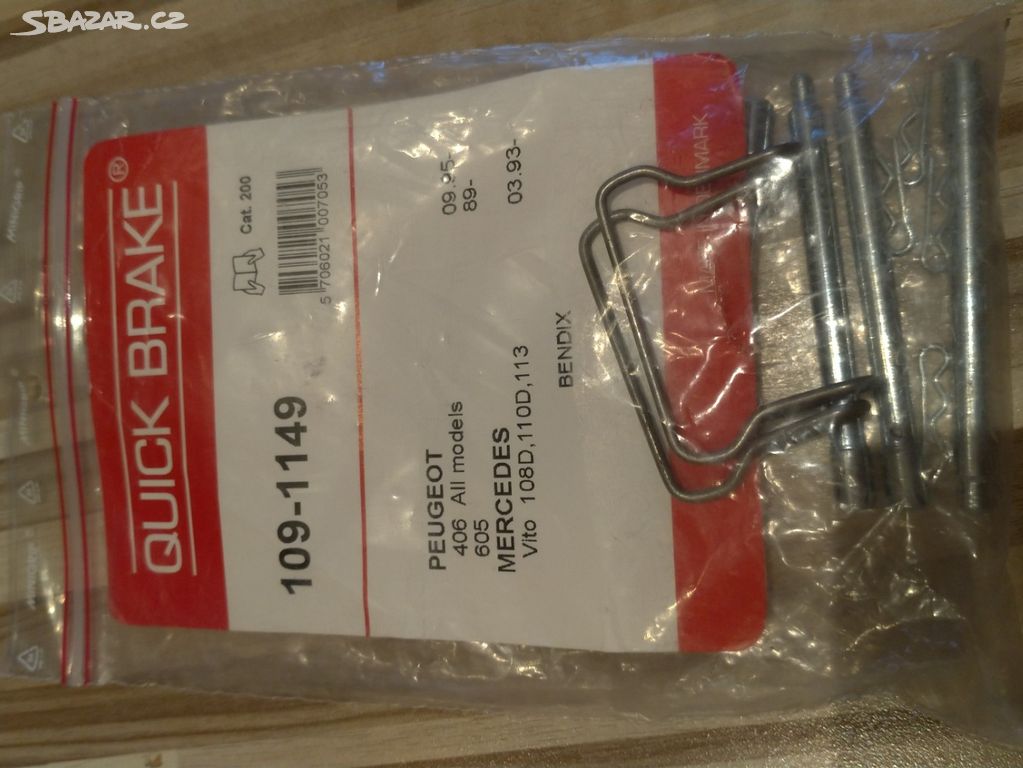 SBAZAR.CZ
QUICK BRAKE®
109-1149
Cat. 200
5 706021 007053
PEUGEOT
406 All models 09.95-
605 89-
MERCEDES
Vito 108D,110D,113 03.93-
BENDIX